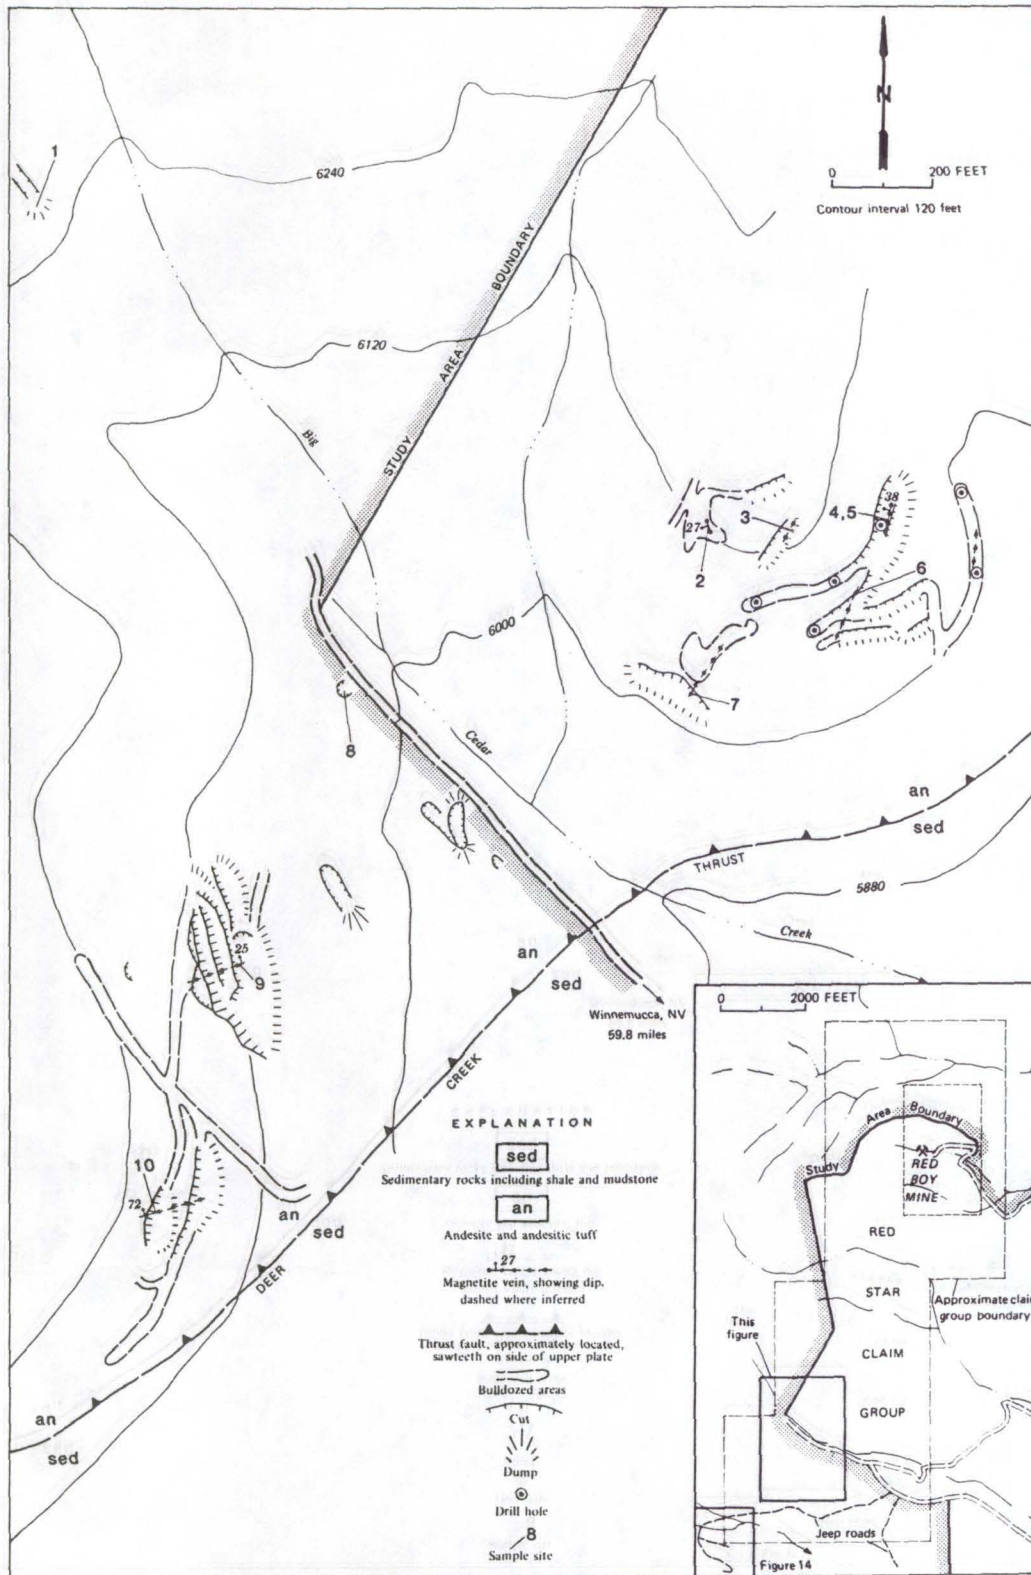 N
0 200 FEET
Contour interval 120 feet
1
6240
STUDY AREA BOUNDARY
6120
Big
27
2
3
4,5
38
6
6000
7
8
Cedar
an
sed
THRUST
5880
Creek
an
sed
Winnemucca, NV
59.8 miles
25
9
CREEK
10
72
an
sed
DEER
an
sed
EXPLANATION
sed
Sedimentary rocks including shale and mudstone
an
Andesite and andesitic tuff
27
Magnetite vein, showing dip,
dashed where inferred
Thrust fault, approximately located,
sawteeth on side of upper plate
Bulldozed areas
Cut
Dump
Drill hole
8
Sample site
0 2000 FEET
Study Area Boundary
RED
BOY
MINE
RED
STAR
CLAIM
GROUP
Approximate clai
group boundary
This
figure
Jeep roads
Figure 14